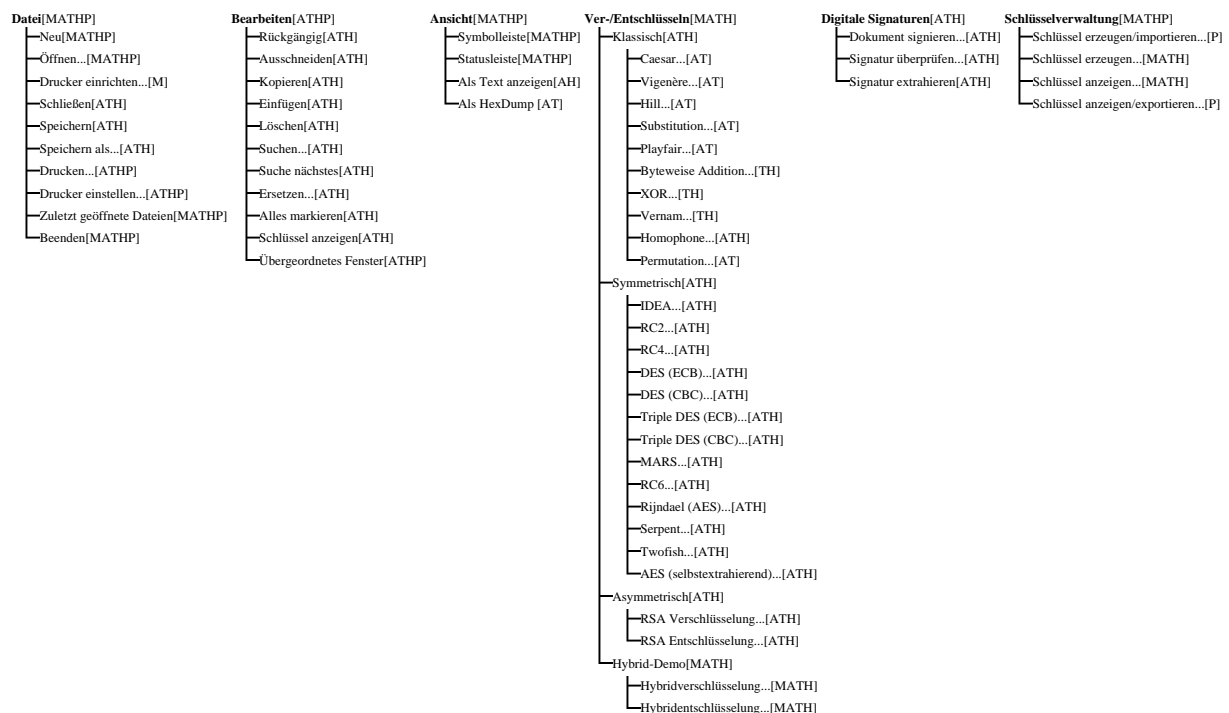 Datei[MATHP]
Neu[MATHP]
Öffnen...[MATHP]
Drucker einrichten...[M]
Schließen[ATH]
Speichern[ATH]
Speichern als...[ATH]
Drucken...[ATHP]
Drucker einstellen...[ATHP]
Zuletzt geöffnete Dateien[MATHP]
Beenden[MATHP]
Bearbeiten[ATHP]
Rückgängig[ATH]
Ausschneiden[ATH]
Kopieren[ATH]
Einfügen[ATH]
Löschen[ATH]
Suchen...[ATH]
Suche nächstes[ATH]
Ersetzen...[ATH]
Alles markieren[ATH]
Schlüssel anzeigen[ATH]
Übergeordnetes Fenster[ATHP]
Ansicht[MATHP]
Symbolleiste[MATHP]
Statusleiste[MATHP]
Als Text anzeigen[AH]
Als HexDump [AT]
Ver-/Entschlüsseln[MATH]
Klassisch[ATH]
Caesar...[AT]
Vigenère...[AT]
Hill...[AT]
Substitution...[AT]
Playfair...[AT]
Byteweise Addition...[TH]
XOR...[TH]
Vernam...[TH]
Homophone...[ATH]
Permutation...[AT]
Symmetrisch[ATH]
IDEA...[ATH]
RC2...[ATH]
RC4...[ATH]
DES (ECB)...[ATH]
DES (CBC)...[ATH]
Triple DES (ECB)...[ATH]
Triple DES (CBC)...[ATH]
MARS...[ATH]
RC6...[ATH]
Rijndael (AES)...[ATH]
Serpent...[ATH]
Twofish...[ATH]
AES (selbstextrahierend)...[ATH]
Asymmetrisch[ATH]
RSA Verschlüsselung...[ATH]
RSA Entschlüsselung...[ATH]
Hybrid-Demo[MATH]
Hybridverschlüsselung...[MATH]
Hybridentschlüsselung...[MATH]
Digitale Signaturen[ATH]
Dokument signieren...[ATH]
Signatur überprüfen...[ATH]
Signatur extrahieren[ATH]
Schlüsselverwaltung[MATHP]
Schlüssel erzeugen/importieren...[P]
Schlüssel erzeugen...[MATH]
Schlüssel anzeigen...[MATH]
Schlüssel anzeigen/exportieren...[P]